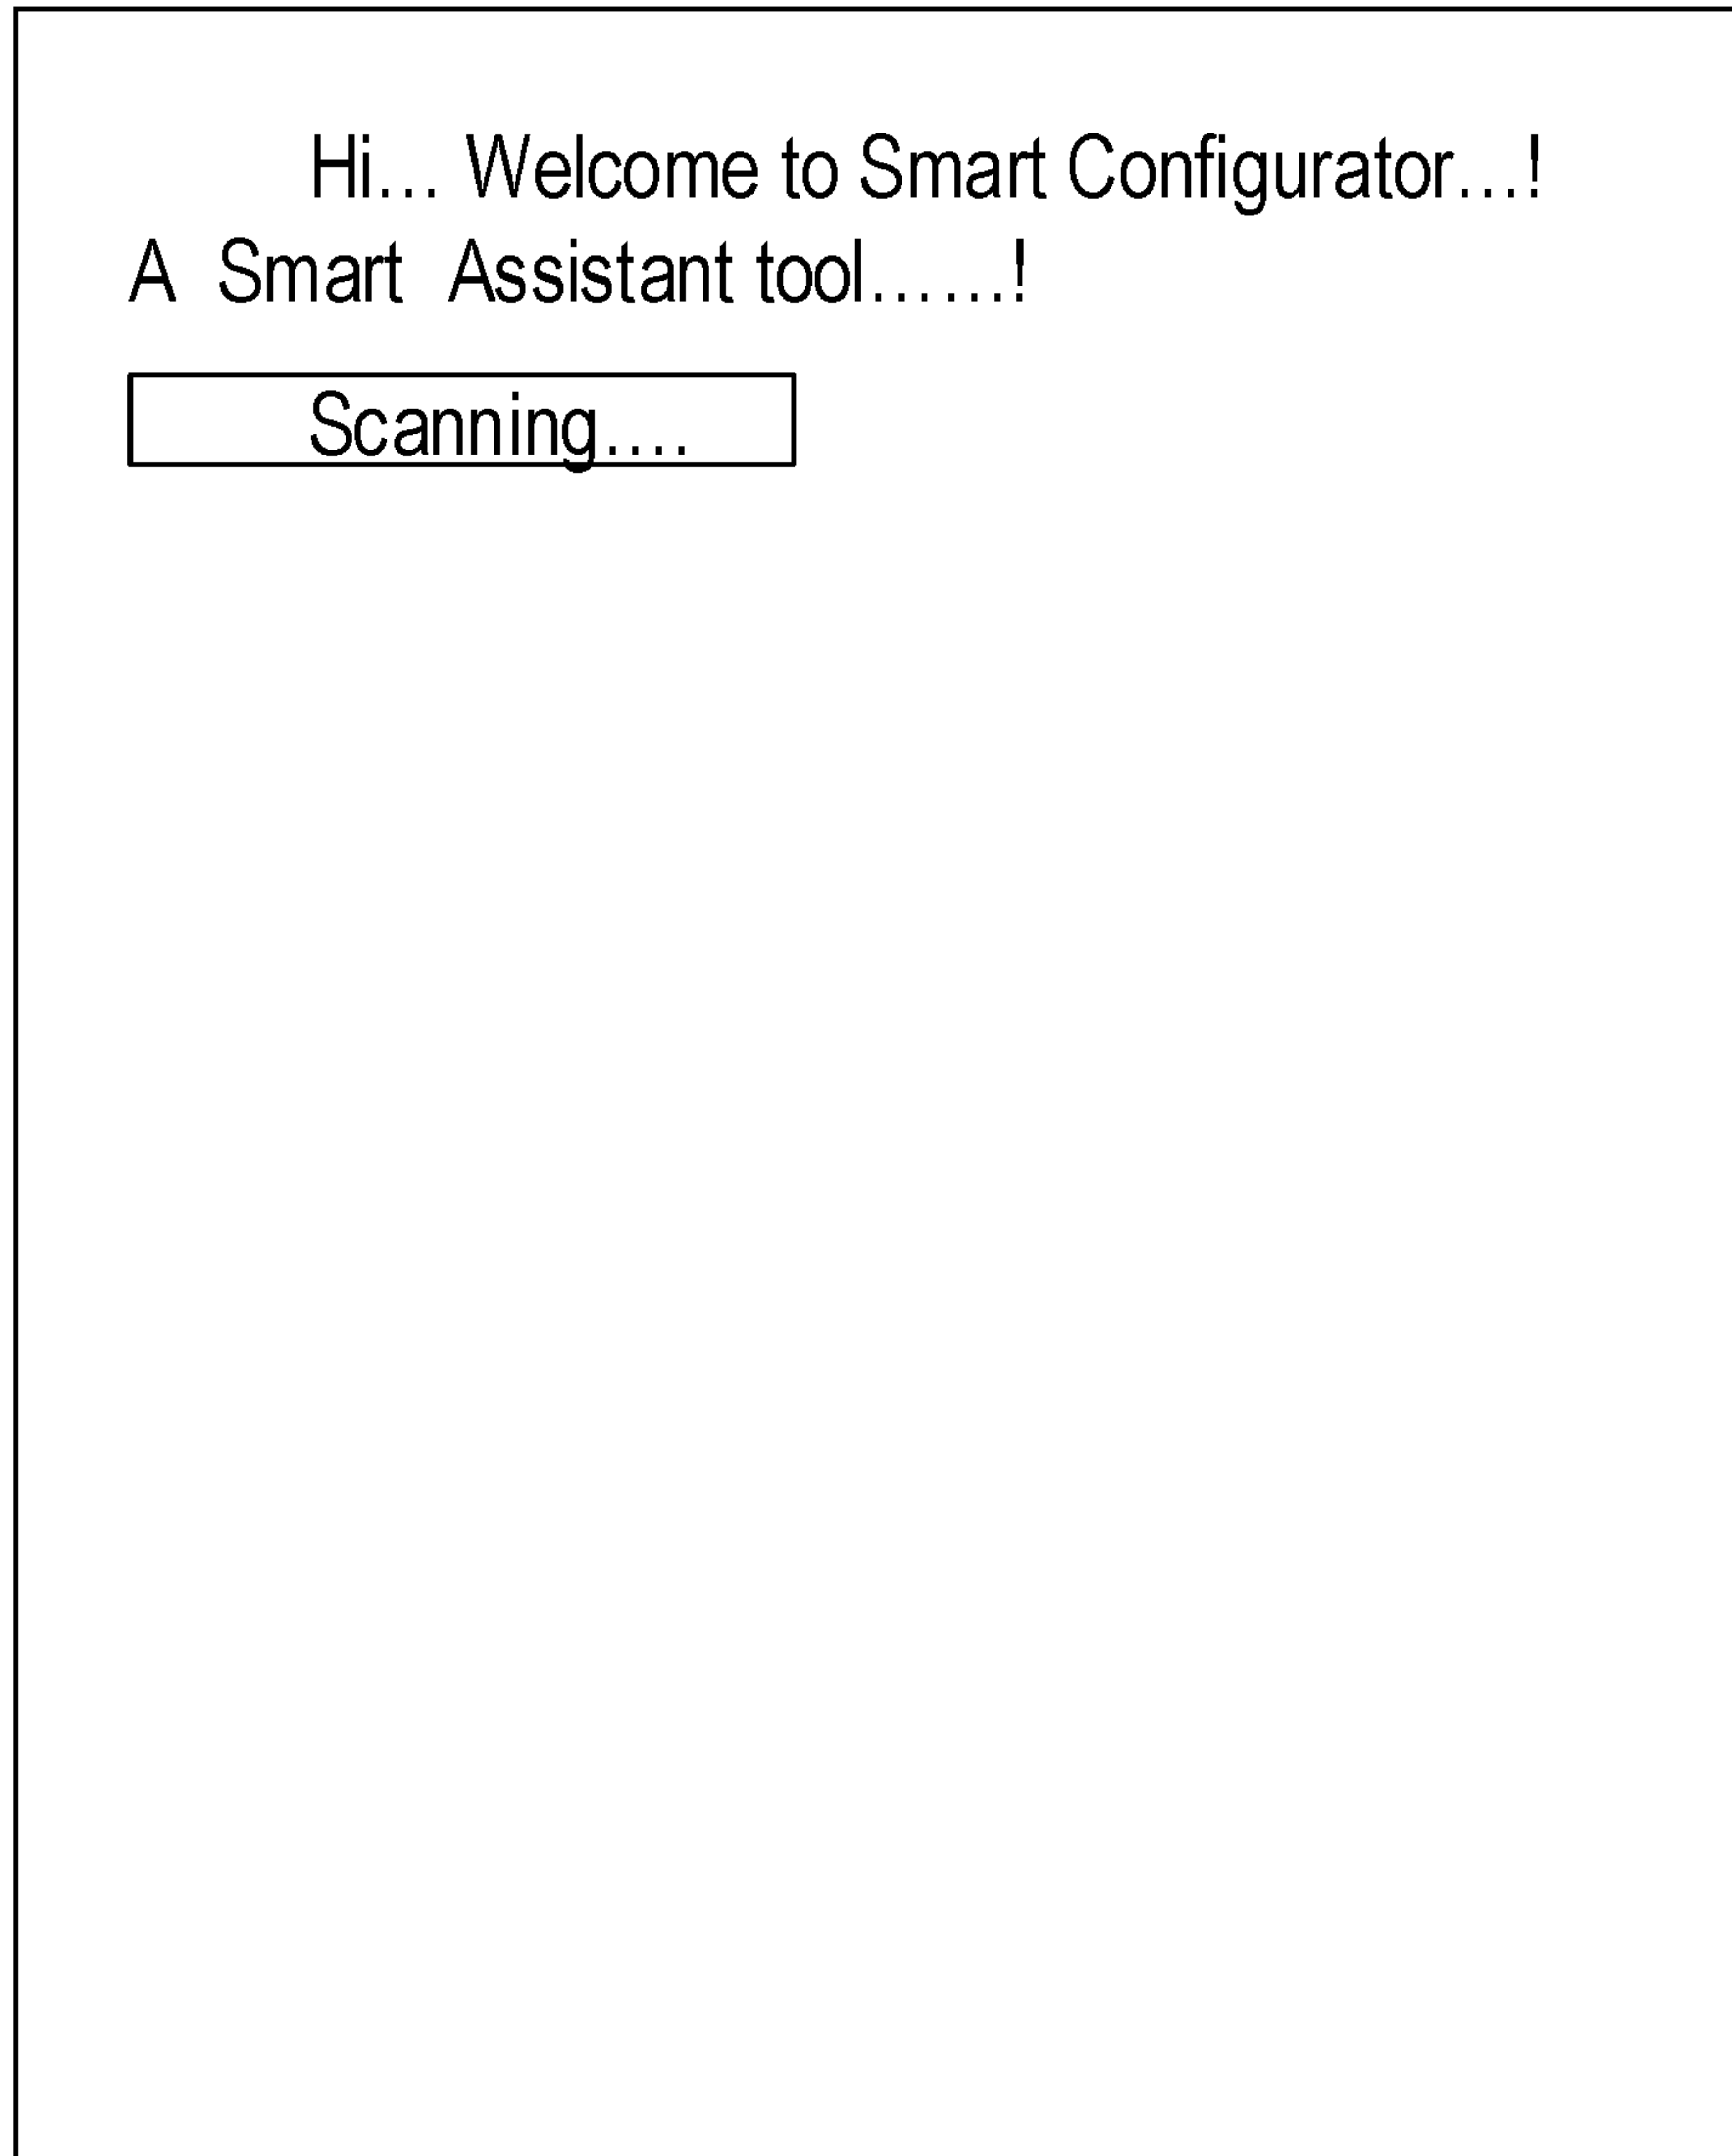 Hi... Welcome to Smart Configurator...!
A Smart Assistant tool......!
Scanning....